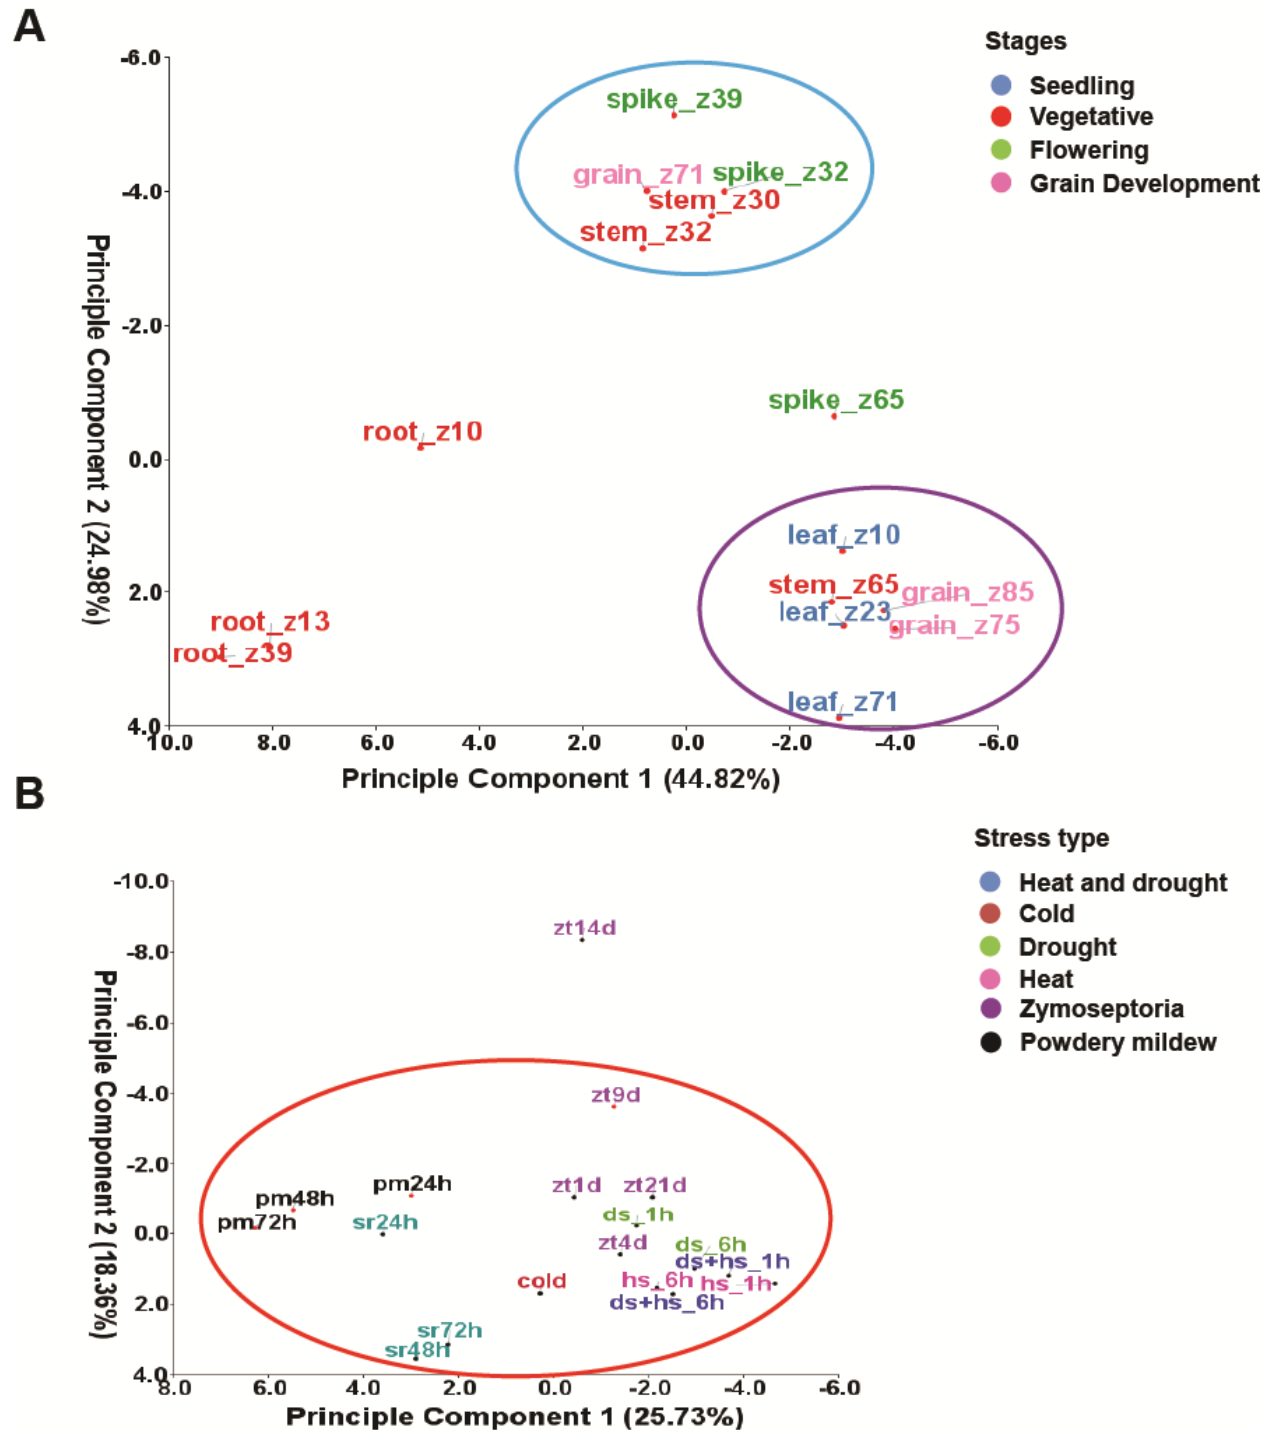 A
Stages
Seedling
Vegetative
Flowering
Grain Development
-6.0
-4.0
-2.0
0.0
2.0
4.0
Principle Component 2 (24.98%)
spike_z39
grain_z71
spike_z32
stem_z30
stem_z32
spike_z65
root_z10
leaf_z10
stem_z65
grain_z85
leaf_z23
grain_z75
root_z13
root_z39
leaf_z71
10.0 8.0 6.0 4.0 2.0 0.0 -2.0 -4.0 -6.0
Principle Component 1 (44.82%)
B
Stress type
Heat and drought
Cold
Drought
Heat
Zymoseptoria
Powdery mildew
-10.0
-8.0
-6.0
-4.0
-2.0
0.0
2.0
4.0
Principle Component 2 (18.36%)
zt14d
zt9d
pm24h
zt1d
zt21d
pm48h
pm72h
sr24h
ds_1h
zt4d
ds_6h
ds+hs_1h
cold
hs_6h
hs_1h
ds+hs_6h
sr72h
sr48h
8.0 6.0 4.0 2.0 0.0 -2.0 -4.0 -6.0
Principle Component 1 (25.73%)